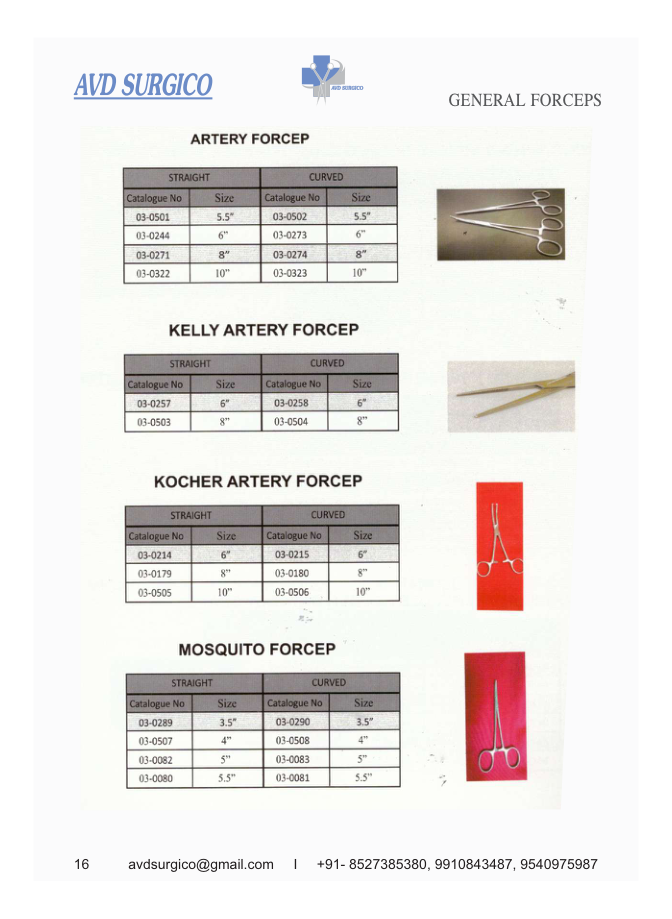 AVD SURGICO
AVD SURGICO
GENERAL FORCEPS
ARTERY FORCEP
STRAIGHT CURVED
Catalogue No Size Catalogue No Size
03-0501 5.5" 03-0502 5.5"
03-0244 6" 03-0273 6"
03-0271 8" 03-0274 8"
03-0322 10" 03-0323 10"
KELLY ARTERY FORCEP
STRAIGHT CURVED
Catalogue No Size Catalogue No Size
03-0257 6" 03-0258 6"
03-0503 8" 03-0504 8"
KOCHER ARTERY FORCEP
STRAIGHT CURVED
Catalogue No Size Catalogue No Size
03-0214 6" 03-0215 6"
03-0179 8" 03-0180 8"
03-0505 10" 03-0506 10"
MOSQUITO FORCEP
STRAIGHT CURVED
Catalogue No Size Catalogue No Size
03-0289 3.5" 03-0290 3.5"
03-0507 4" 03-0508 4"
03-0082 5" 03-0083 5"
03-0080 5.5" 03-0081 5.5"
16 avdsurgico@gmail.com I +91- 8527385380, 9910843487, 9540975987